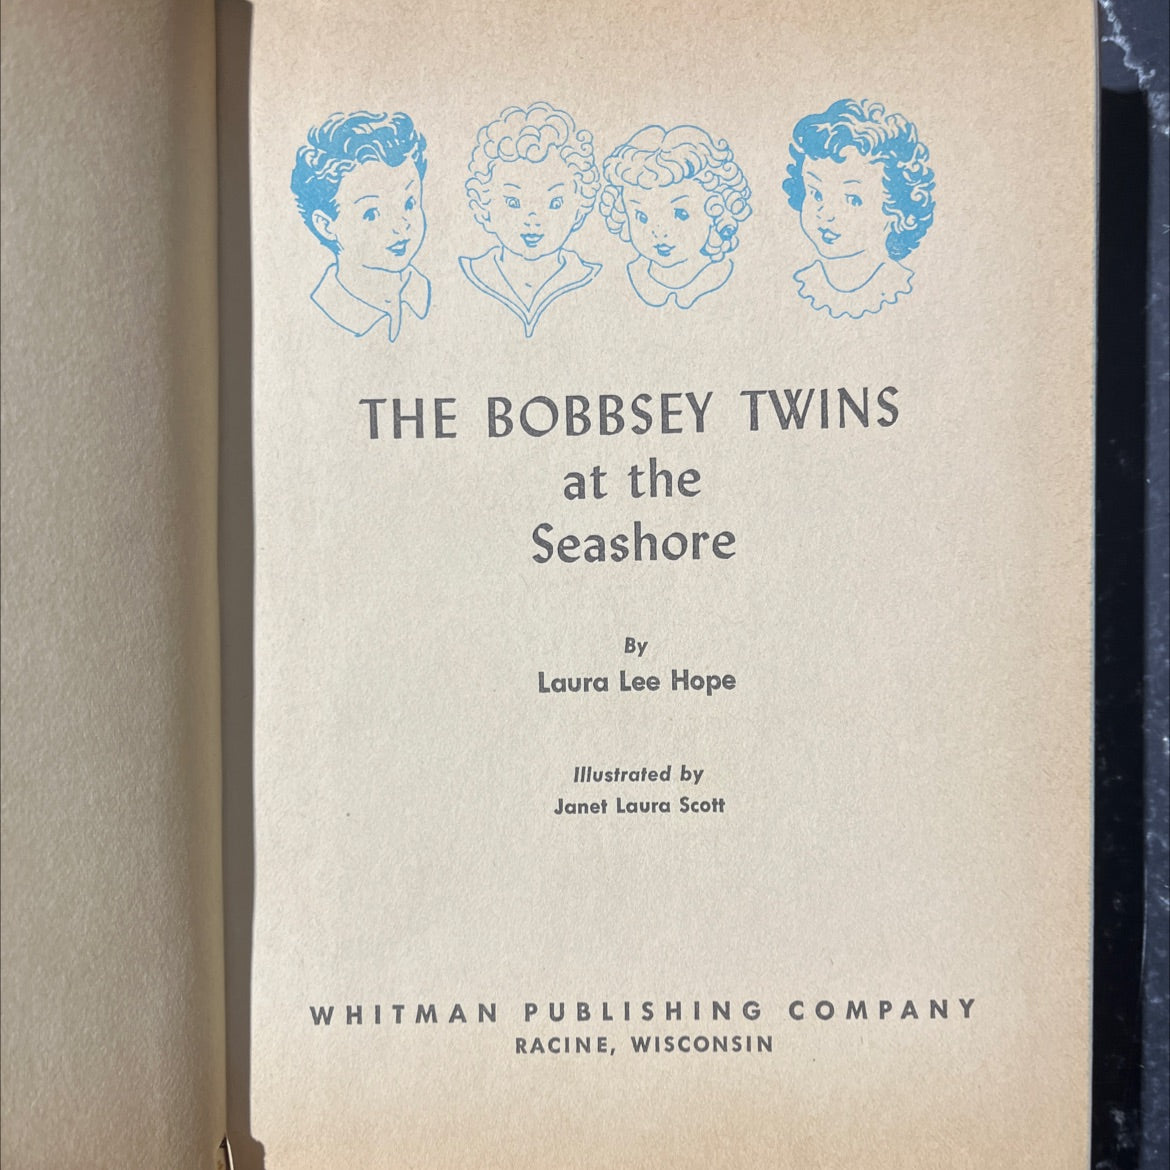 THE BOBBSEY TWINS
at the
Seashore
By
Laura Lee Hope
Illustrated by
Janet Laura Scott
WHITMAN PUBLISHING COMPANY
RACINE, WISCONSIN